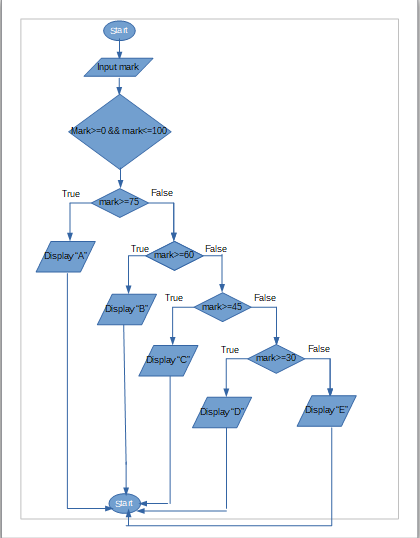 Start
Input mark
Mark>=0 && mark<=100
True
mark>=75
False
Display "A"
True
mark>=60
False
Display "B"
True
mark>=45
False
Display "C"
True
mark>=30
False
Display "D"
Display "E"
Start